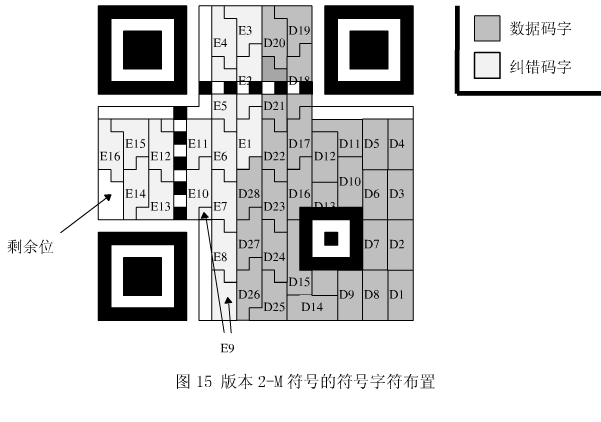 E4 E3 D20 D19
数据码字
纠错码字
E2 D18
E5 D21
E16 E15 E12 E11 E6 E1 D22 D17 D12 D11 D5 D4
E14 E13 E10 E7 D28 D23 D16 D13 D10 D6 D3
剩余位
E8 D27 D24 D7 D2
D26 D25 D15 D14 D9 D8 D1
E9
图 15 版本 2-M 符号的符号字符布置